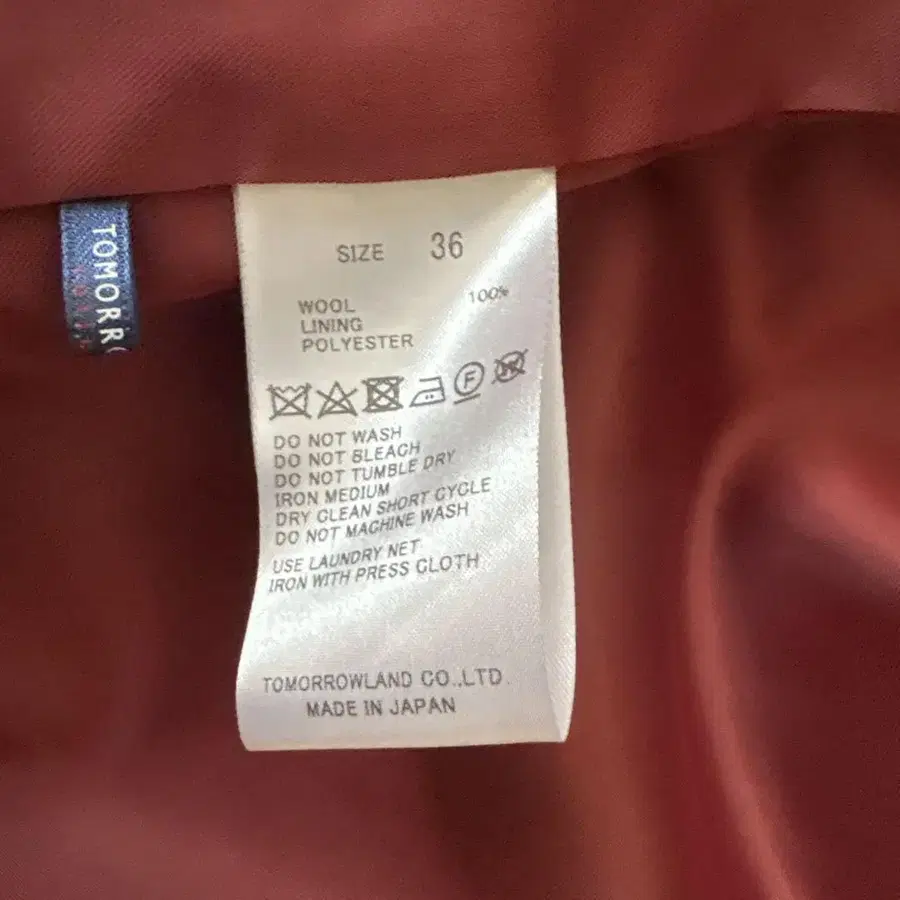 TOMORR
SIZE 36
WOOL 100%
LINING
POLYESTER
F
W
DO NOT WASH
DO NOT BLEACH
DO NOT TUMBLE DRY
IRON MEDIUM
DRY CLEAN SHORT CYCLE
DO NOT MACHINE WASH
USE LAUNDRY NET
IRON WITH PRESS CLOTH
TOMORROWLAND CO.,LTD.
MADE IN JAPAN